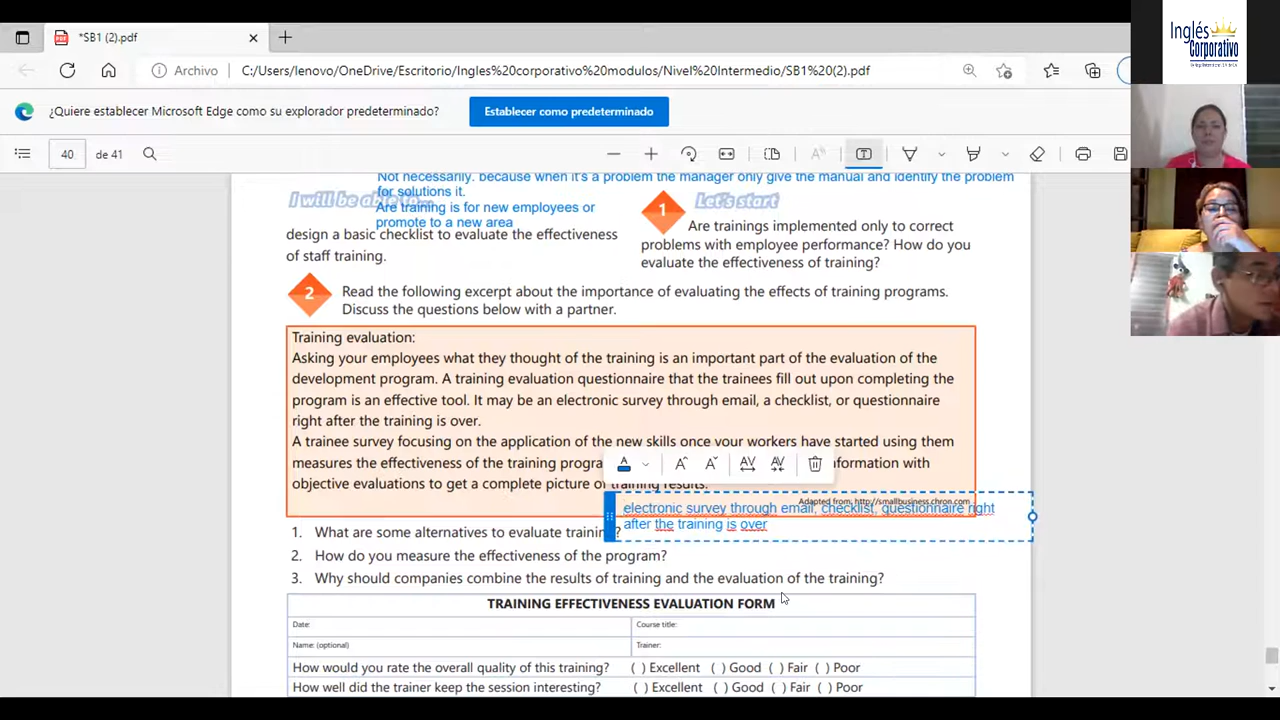 *SB1 (2).pdf
Archivo
C:/Users/lenovo/OneDrive/Escritorio/Ingles%20Corporativo%20modulos/Nivel%20Intermedio/SB1%20(2).pdf
¿Quiere establecer Microsoft Edge como su explorador predeterminado?
Establecer como predeterminado
40 de 41
Inglés
Corporativo
Not necessarily. because when it's a problem the manager only give the manual and identify the problem
for solutions it.
Are training is for new employees or
promote to a new area
I will be able to...
design a basic checklist to evaluate the effectiveness
of staff training.
1
Let's start
Are trainings implemented only to correct
problems with employee performance? How do you
evaluate the effectiveness of training?
2
Read the following excerpt about the importance of evaluating the effects of training programs.
Discuss the questions below with a partner.
Training evaluation:
Asking your employees what they thought of the training is an important part of the evaluation of the
development program. A training evaluation questionnaire that the trainees fill out upon completing the
program is an effective tool. It may be an electronic survey through email, a checklist, or questionnaire
right after the training is over.
A trainee survey focusing on the application of the new skills once your workers have started using them
measures the effectiveness of the training progra nformation with
objective evaluations to get a complete picture of training results.
Adapted from: http://smallbusiness.chron.com
electronic survey through email, checklist, questionnaire right
after the training is over
1. What are some alternatives to evaluate training?
2. How do you measure the effectiveness of the program?
3. Why should companies combine the results of training and the evaluation of the training?
TRAINING EFFECTIVENESS EVALUATION FORM
Date: Course title:
Name: (optional) Trainer:
How would you rate the overall quality of this training? ( ) Excellent ( ) Good ( ) Fair ( ) Poor
How well did the trainer keep the session interesting? ( ) Excellent ( ) Good ( ) Fair ( ) Poor